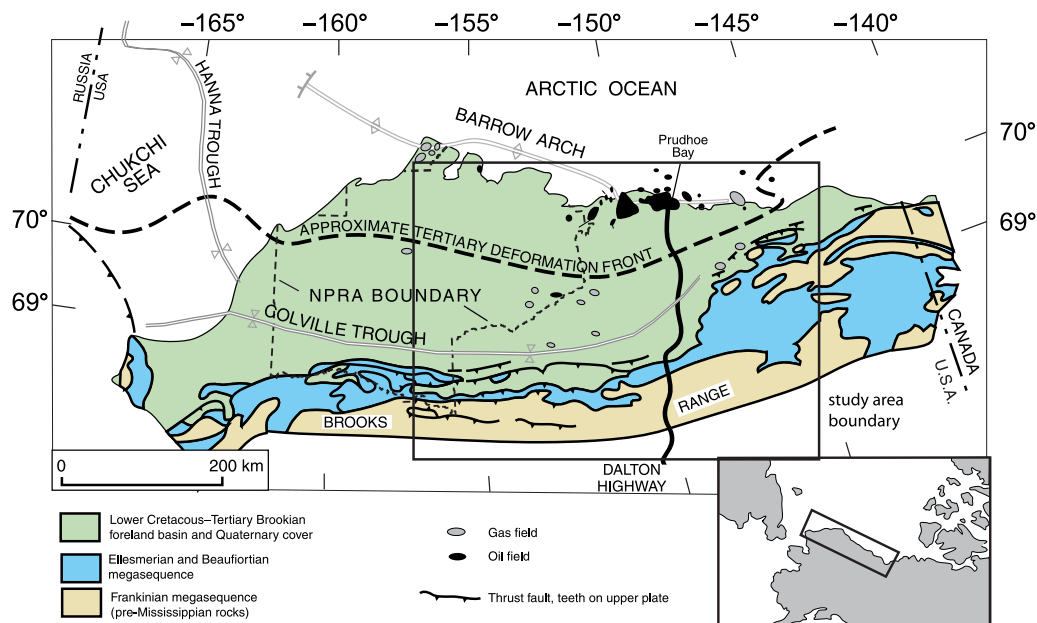 −165° −160° −155° −150° −145° −140°
RUSSIA
USA
HANNA TROUGH
ARCTIC OCEAN
BARROW ARCH
Prudhoe
Bay
70°
CHUKCHI
SEA
70°
69°
APPROXIMATE TERTIARY DEFORMATION FRONT
NPRA BOUNDARY
69°
COLVILLE TROUGH
CANADA
U.S.A.
BROOKS
RANGE
study area
boundary
0 200 km
DALTON
HIGHWAY
Lower Cretacous–Tertiary Brookian
foreland basin and Quaternary cover
Ellesmerian and Beaufiortian
megasequence
Frankinian megasequence
(pre-Mississippian rocks)
Gas field
Oil field
Thrust fault, teeth on upper plate